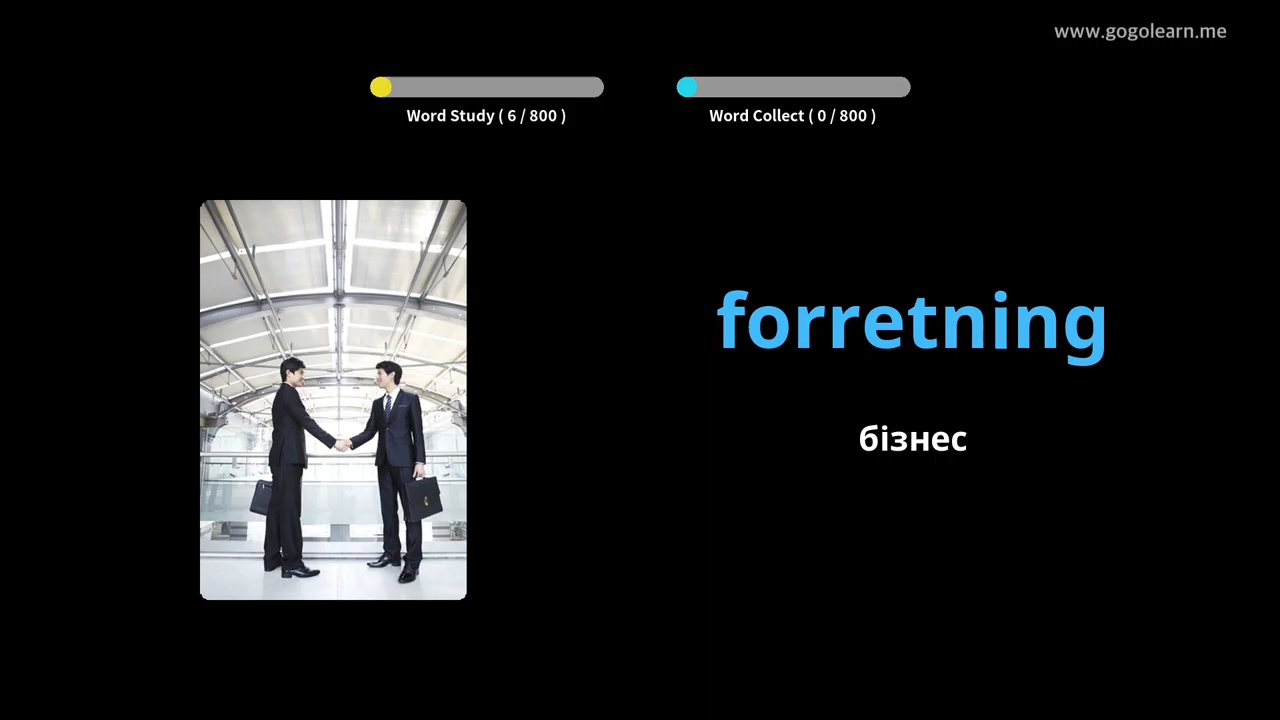 www.gogolearn.me
Word Study ( 6 / 800 )
Word Collect ( 0 / 800 )
forretning
бізнес